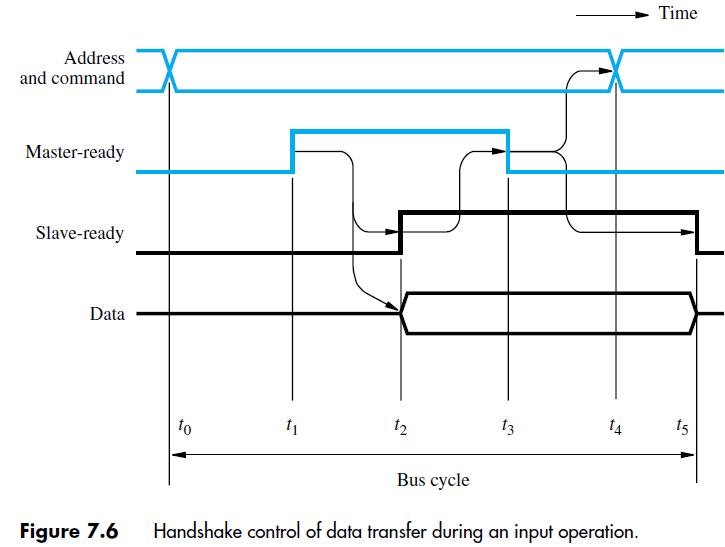 Time
Address
and command
Master-ready
Slave-ready
Data
t0 t1 t2 t3 t4 t5
Bus cycle
Figure 7.6 Handshake control of data transfer during an input operation.